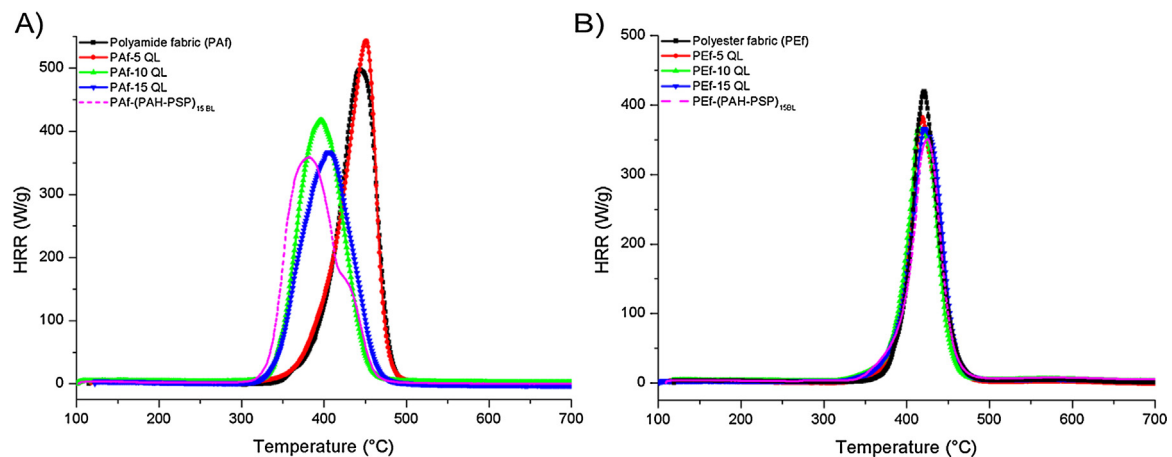 A)
Polyamide fabric (PAf)
PAf-5 QL
PAf-10 QL
PAf-15 QL
PAf-(PAH-PSP)15 BL
500
400
300
200
100
0
HRR (W/g)
100 200 300 400 500 600 700
Temperature (°C)
B)
Polyester fabric (PEf)
PEf-5 QL
PEf-10 QL
PEf-15 QL
PEf-(PAH-PSP)15BL
500
400
300
200
100
0
HRR (W/g)
100 200 300 400 500 600 700
Temperature (°C)